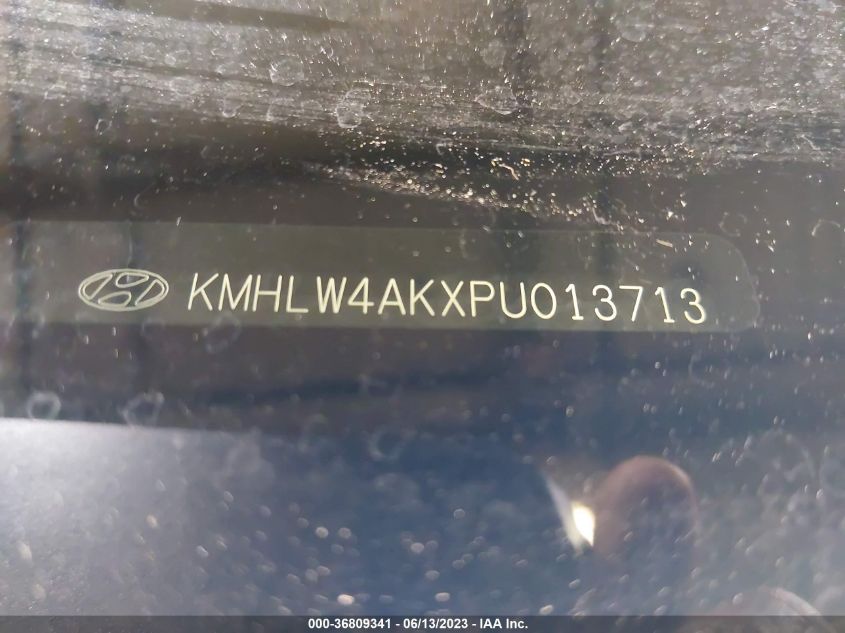 KMHLW4AKXPU013713
000-36809341 - 06/13/2023 - IAA Inc.